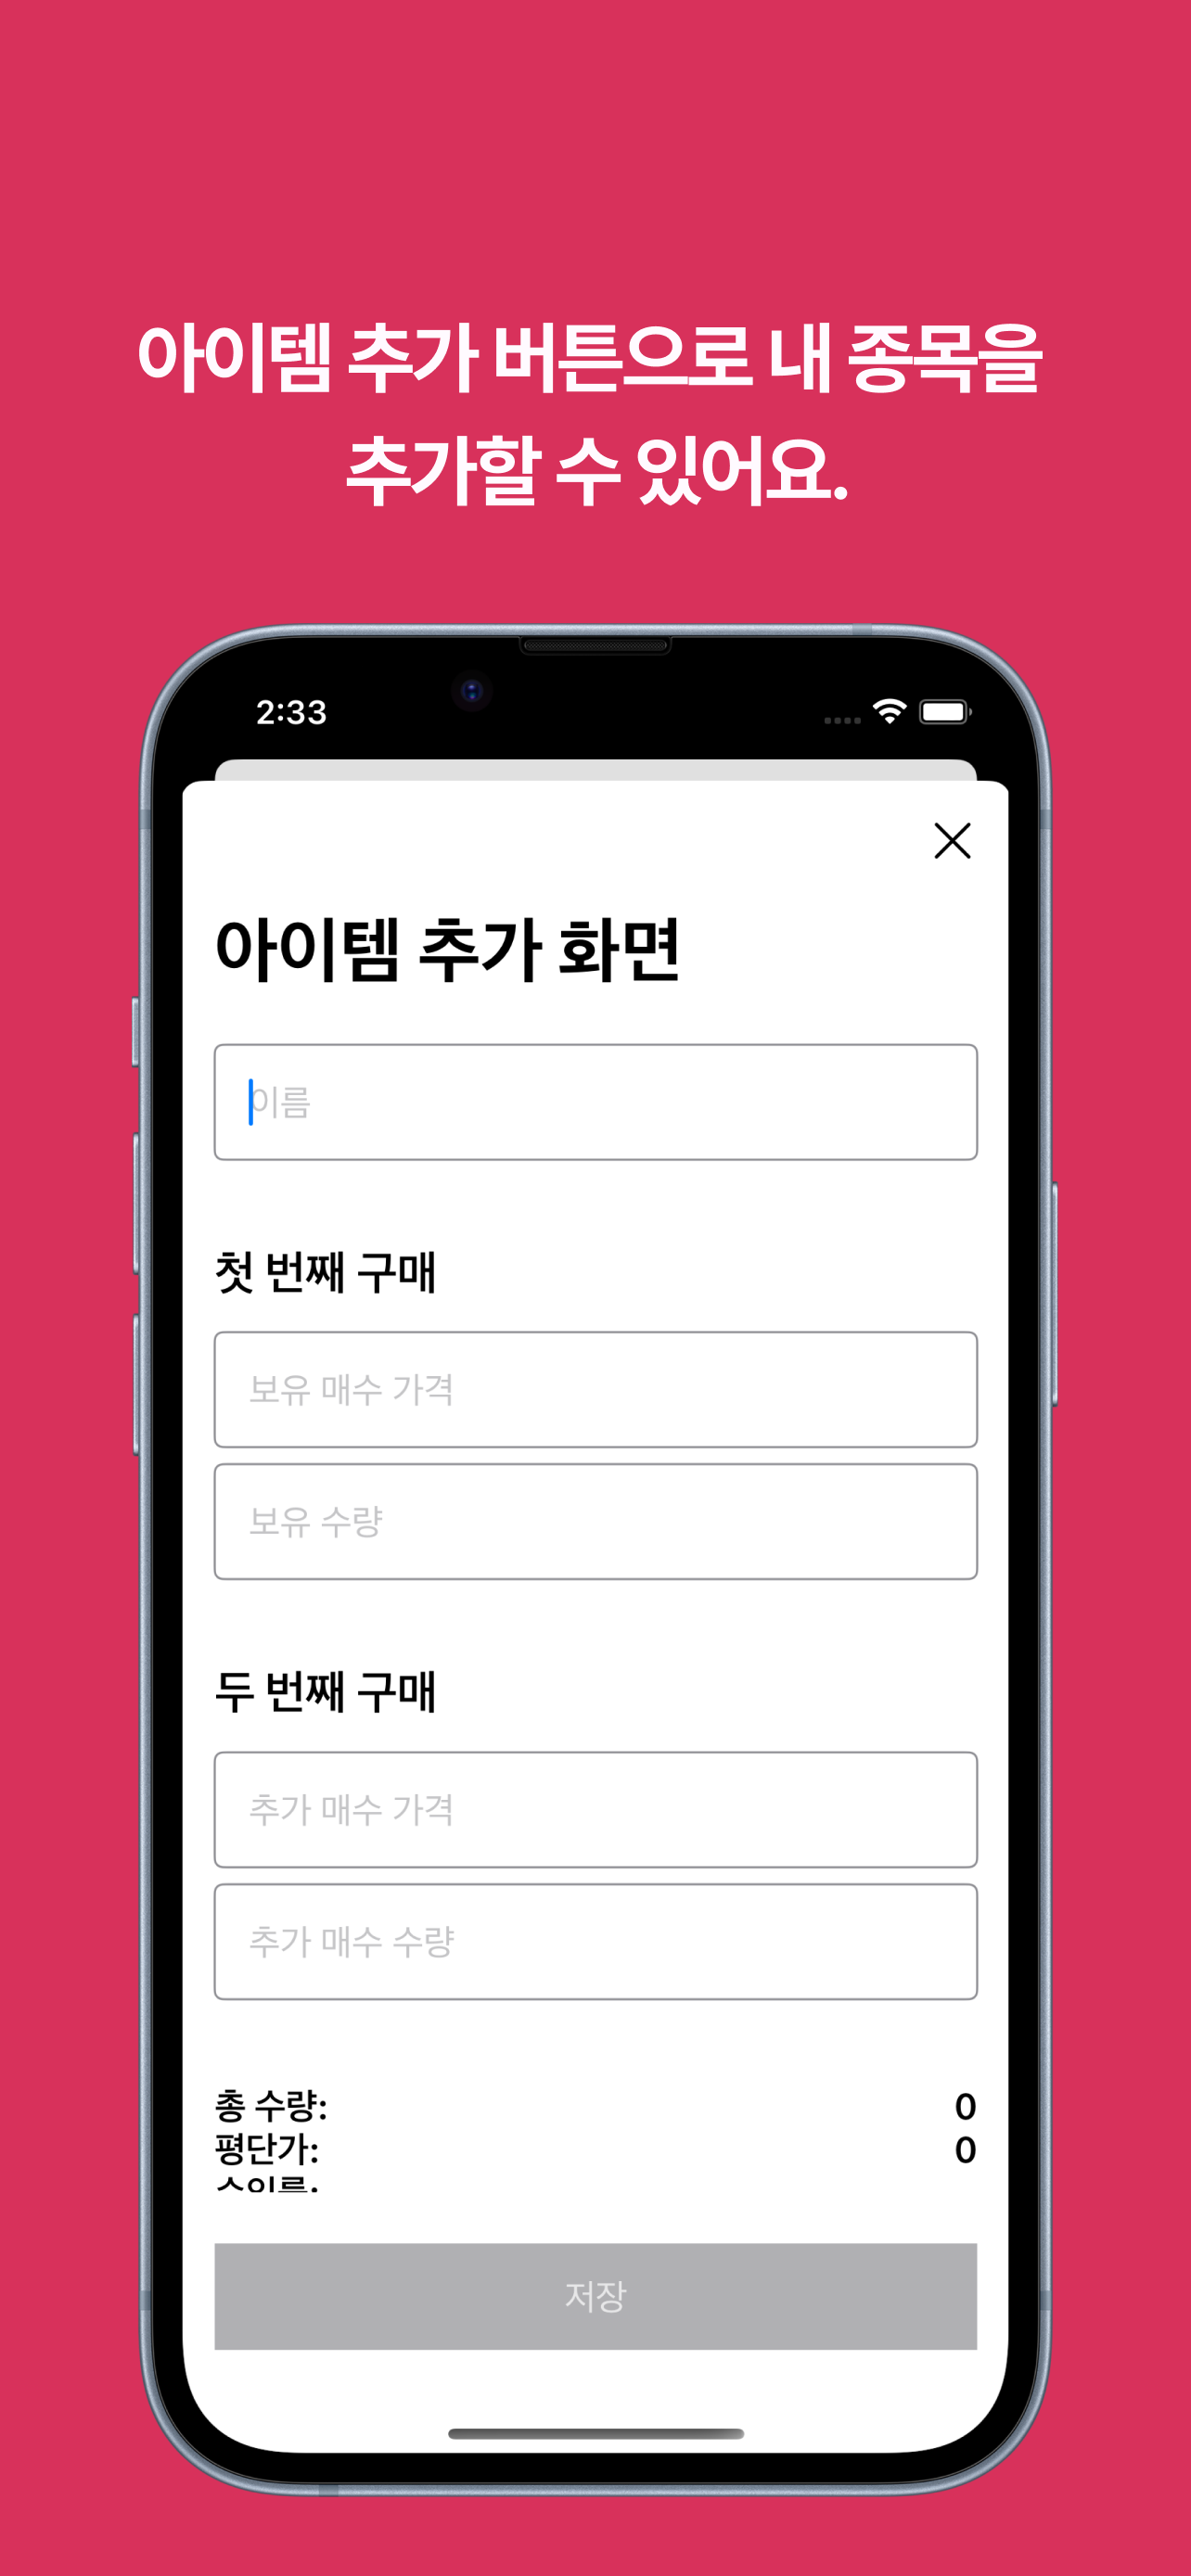 아이템 추가 버튼으로 내 종목을
추가할 수 있어요.
2:33
아이템 추가 화면
이름
첫 번째 구매
보유 매수 가격
보유 수량
두 번째 구매
추가 매수 가격
추가 매수 수량
총 수량: 0
평단가: 0
저장